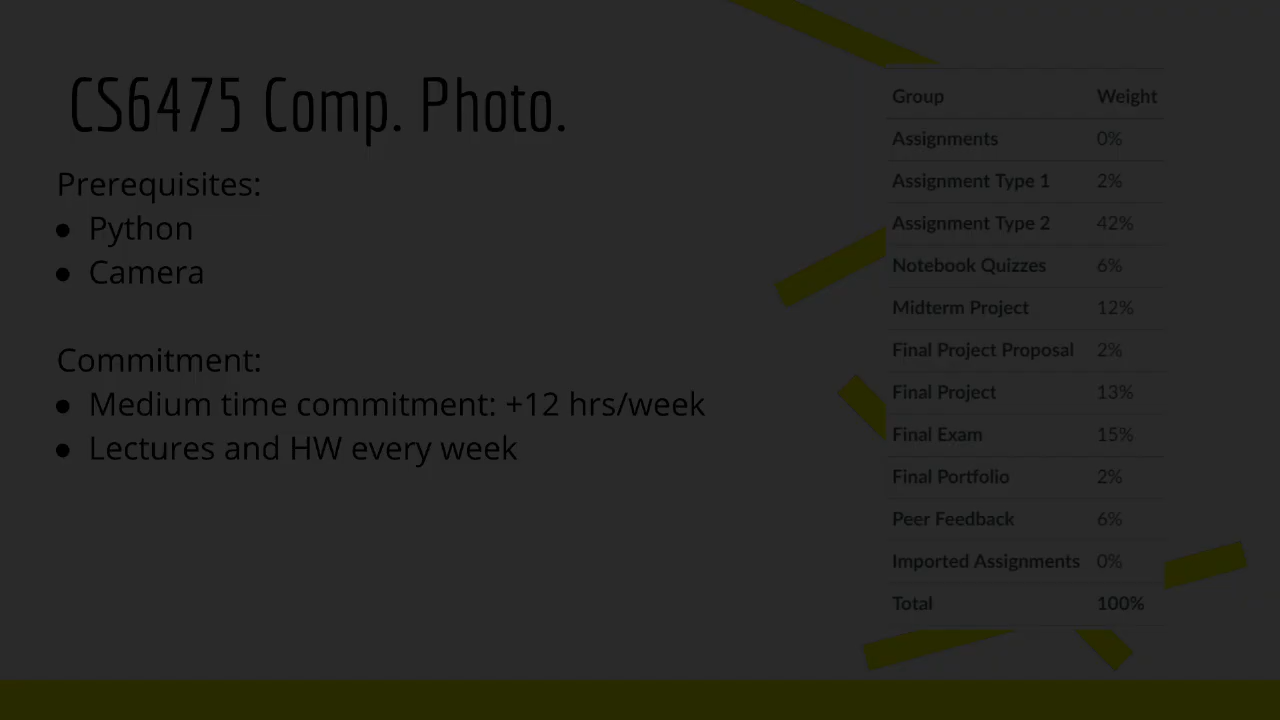 CS6475 Comp. Photo.
Prerequisites:
● Python
● Camera
Commitment:
● Medium time commitment: +12 hrs/week
● Lectures and HW every week
Group Weight
Assignments 0%
Assignment Type 1 2%
Assignment Type 2 42%
Notebook Quizzes 6%
Midterm Project 12%
Final Project Proposal 2%
Final Project 13%
Final Exam 15%
Final Portfolio 2%
Peer Feedback 6%
Imported Assignments 0%
Total 100%